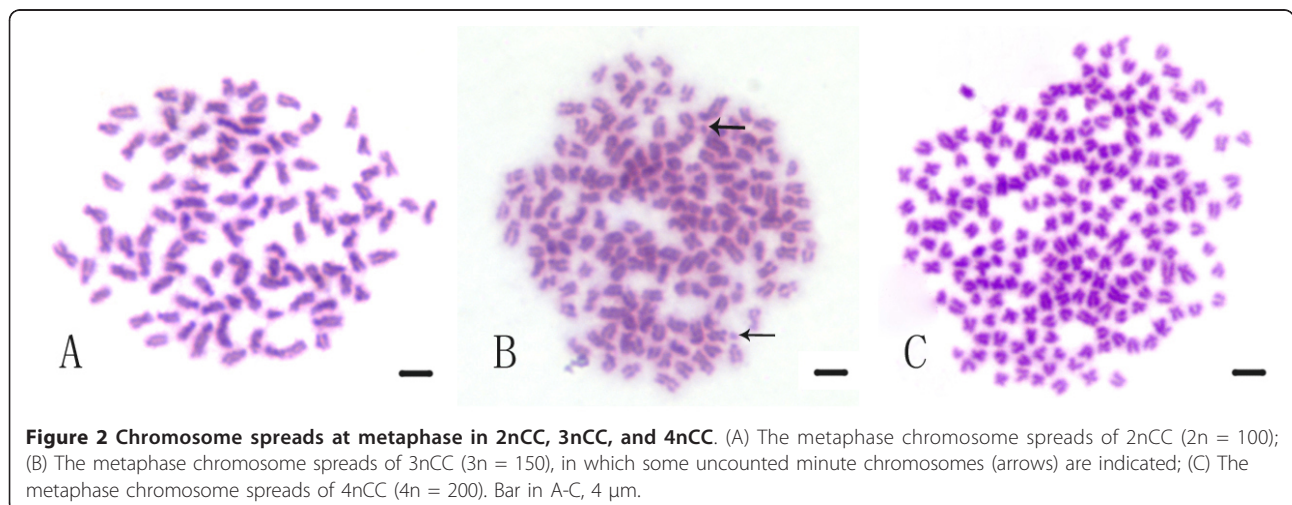 A
B
C
Figure 2 Chromosome spreads at metaphase in 2nCC, 3nCC, and 4nCC. (A) The metaphase chromosome spreads of 2nCC (2n = 100);
(B) The metaphase chromosome spreads of 3nCC (3n = 150), in which some uncounted minute chromosomes (arrows) are indicated; (C) The
metaphase chromosome spreads of 4nCC (4n = 200). Bar in A-C, 4 μm.